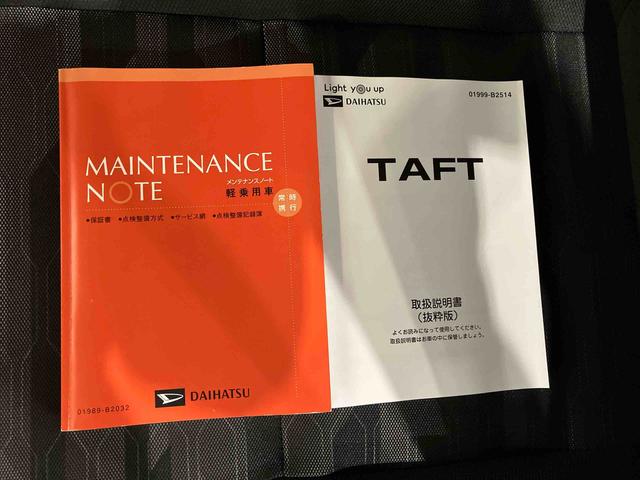 MAINTENANCE
NOTE
メンテナンスノート
軽乗用車
常時
携行
●保証書 ●点検整備方式 ●サービス網 ●点検整備記録簿
01989-B2032
DAIHATSU
Light you up
DAIHATSU
01999-B2514
TAFT
取扱説明書
（抜粋版）
よくお読みになって使用してください。
取扱説明書はお車の中に保管しましょう。